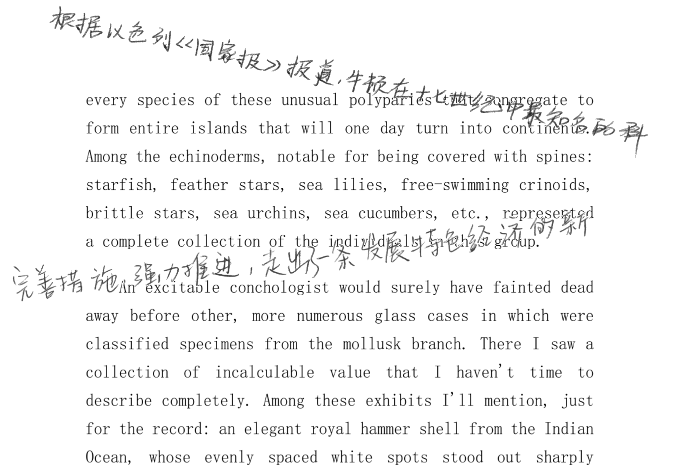 根据以色列《国家报》报道,牛顿在十七世纪中最知名的科
every species of these unusual polyparies that congregate to
form entire islands that will one day turn into continents.
Among the echinoderms, notable for being covered with spines:
starfish, feather stars, sea lilies, free-swimming crinoids,
brittle stars, sea urchins, sea cucumbers, etc., represented
a complete collection of the individuals in this group.
完善措施,强力推进,走出了一条发展特色经济的新
An excitable conchologist would surely have fainted dead
away before other, more numerous glass cases in which were
classified specimens from the mollusk branch. There I saw a
collection of incalculable value that I haven't time to
describe completely. Among these exhibits I'll mention, just
for the record: an elegant royal hammer shell from the Indian
Ocean, whose evenly spaced white spots stood out sharply